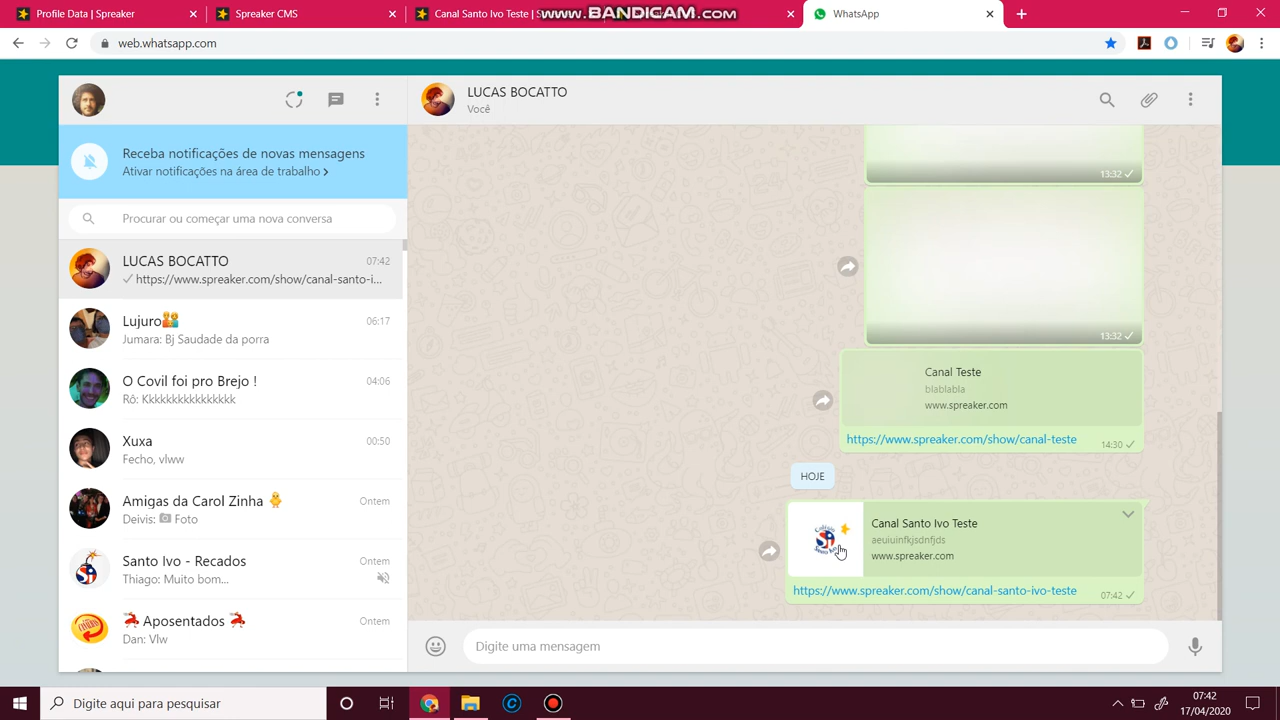 Profile Data | Spreaker
Spreaker CMS
Canal Santo Ivo Teste | S
WWW.BANDICAM.COM
WhatsApp
web.whatsapp.com
LUCAS BOCATTO
Você
Receba notificações de novas mensagens
Ativar notificações na área de trabalho >
Procurar ou começar uma nova conversa
LUCAS BOCATTO 07:42
https://www.spreaker.com/show/canal-santo-i...
Lujuro 06:17
Jumara: Bj Saudade da porra
O Covil foi pro Brejo ! 04:06
Rô: Kkkkkkkkkkkkkkk
Xuxa 00:50
Fecho, vlww
Amigas da Carol Zinha Ontem
Deivis: Foto
Santo Ivo - Recados Ontem
Thiago: Muito bom...
Aposentados Ontem
Dan: Vlw
13:32
13:32
Canal Teste
blablabla
www.spreaker.com
https://www.spreaker.com/show/canal-teste
14:30
HOJE
Canal Santo Ivo Teste
aeuiuinfkjsdnfjds
www.spreaker.com
https://www.spreaker.com/show/canal-santo-ivo-teste
07:42
Digite uma mensagem
Digite aqui para pesquisar
07:42
17/04/2020